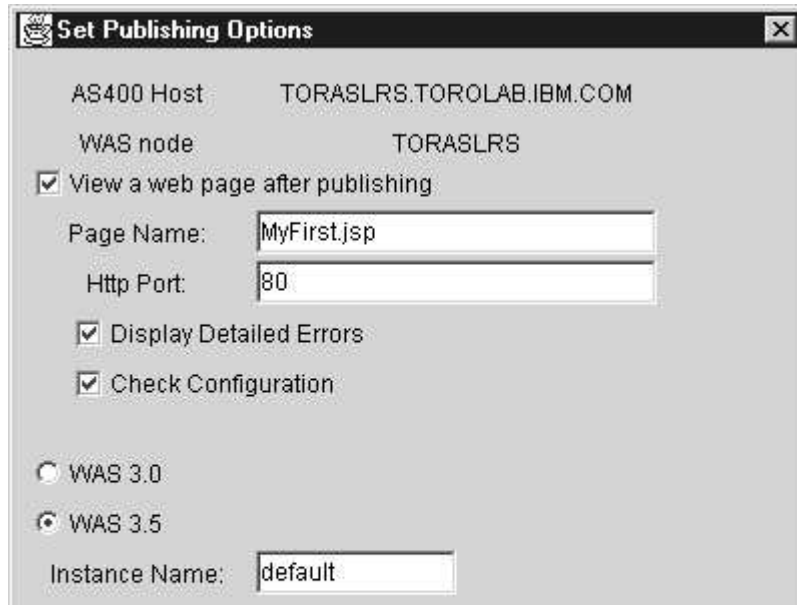 Set Publishing Options
AS400 Host TORASLRS.TOROLAB.IBM.COM
WAS node TORASLRS
View a web page after publishing
Page Name: MyFirst.jsp
Http Port: 80
Display Detailed Errors
Check Configuration
WAS 3.0
WAS 3.5
Instance Name: default